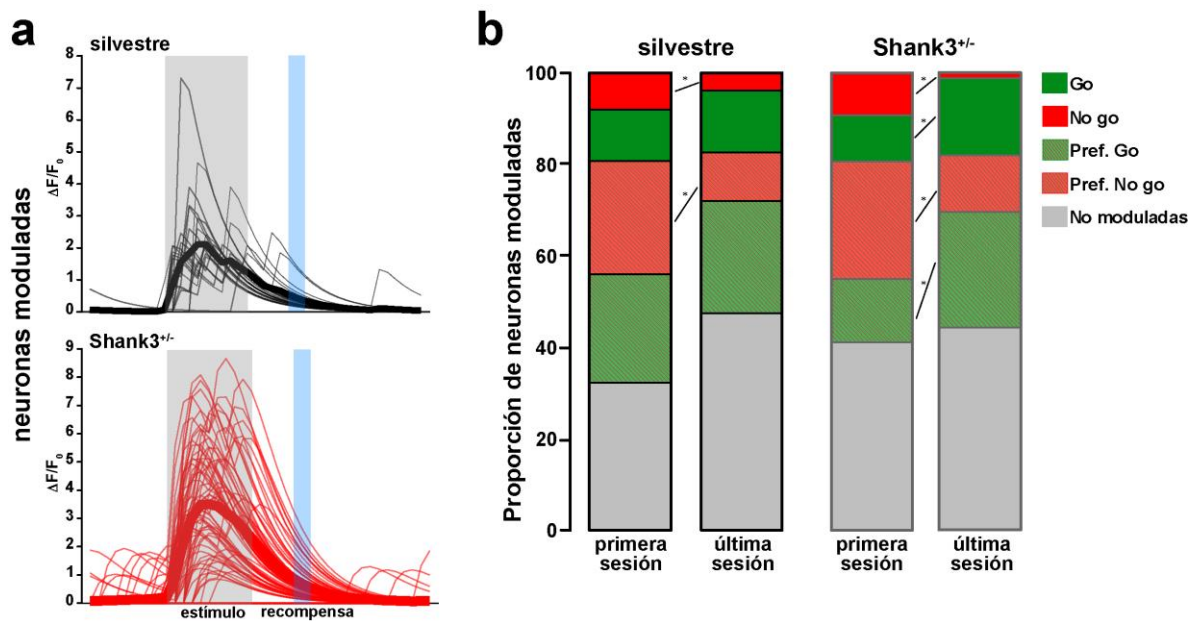 a
silvestre
8
7
6
5
4
3
2
1
0
ΔF/F₀
neuronas moduladas
Shank3⁺/⁻
9
8
7
6
5
4
3
2
1
0
ΔF/F₀
estímulo recompensa
b
silvestre Shank3⁺/⁻
100
80
60
40
20
0
Proporción de neuronas moduladas
* *
*
* *
*
primera última primera última
sesión sesión sesión sesión
Go
No go
Pref. Go
Pref. No go
No moduladas